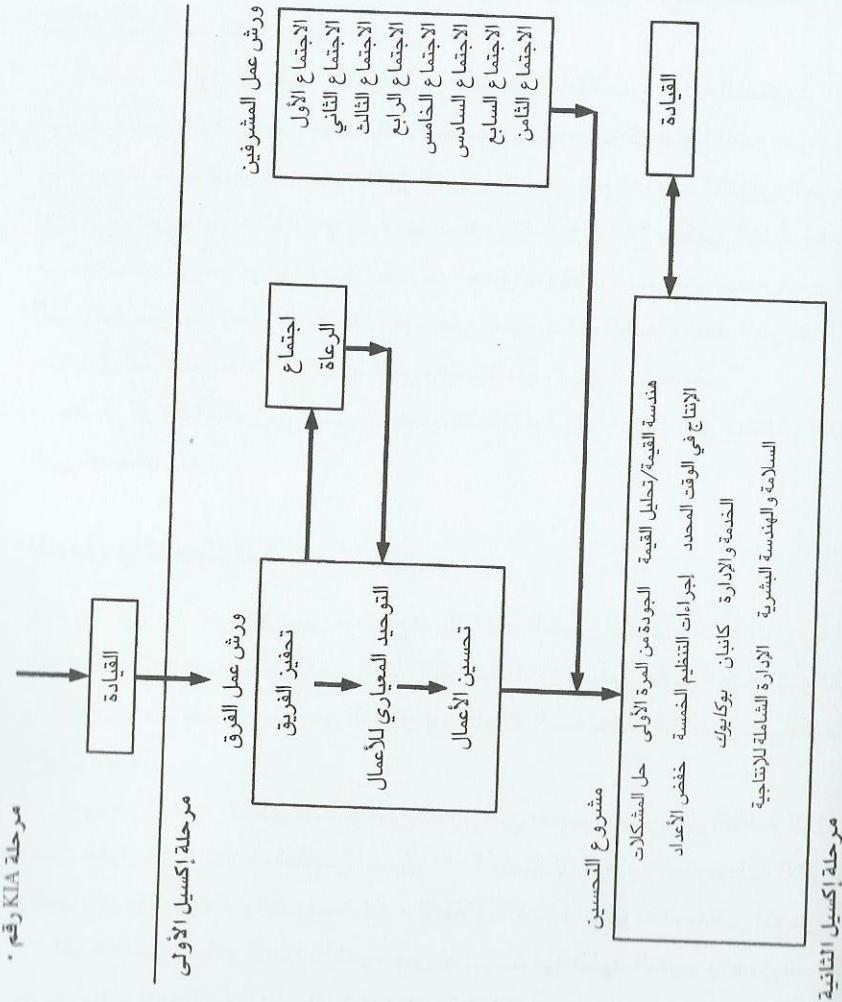 مرحلة KIA رقم ٠
القيادة
مرحلة إكسيل الأولى
ورش عمل الفرق
تحفيز الفريق
التوحيد المعياري للأعمال
تحسين الأعمال
اجتماع
الرعاة
ورش عمل المشرفين
الاجتماع الأول
الاجتماع الثاني
الاجتماع الثالث
الاجتماع الرابع
الاجتماع الخامس
الاجتماع السادس
الاجتماع السابع
الاجتماع الثامن
مشروع التحسين
حل المشكلات الجودة من المرة الأولى هندسة القيمة/تحليل القيمة
خفض الأعداد إجراءات التنظيم الخمسة الإنتاج في الوقت المحدد
الخدمة والإدارة كانبان بوكايوك
السلامة والهندسة البشرية الإدارة الشاملة للإنتاجية
القيادة
مرحلة إكسيل الثانية